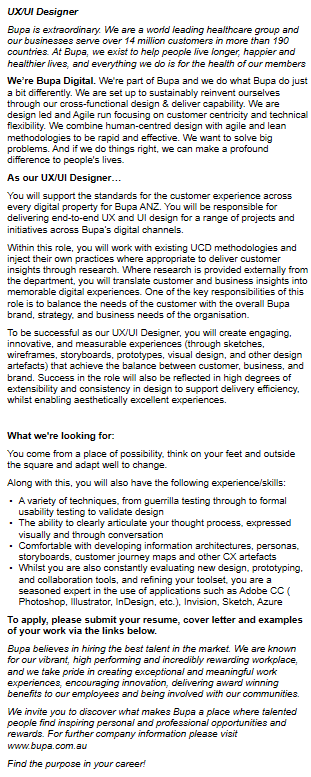 UX/UI Designer
Bupa is extraordinary. We are a world leading healthcare group and
our businesses serve over 14 million customers in more than 190
countries. At Bupa, we exist to help people live longer, happier and
healthier lives, and everything we do is for the health of our members
We're Bupa Digital. We're part of Bupa and we do what Bupa do just
a bit differently. We are set up to sustainably reinvent ourselves
through our cross-functional design & deliver capability. We are
design led and Agile run focusing on customer centricity and technical
flexibility. We combine human-centred design with agile and lean
methodologies to be rapid and effective. We want to solve big
problems. And if we do things right, we can make a profound
difference to people's lives.
As our UX/UI Designer…
You will support the standards for the customer experience across
every digital property for Bupa ANZ. You will be responsible for
delivering end-to-end UX and UI design for a range of projects and
initiatives across Bupa's digital channels.
Within this role, you will work with existing UCD methodologies and
inject their own practices where appropriate to deliver customer
insights through research. Where research is provided externally from
the department, you will translate customer and business insights into
memorable digital experiences. One of the key responsibilities of this
role is to balance the needs of the customer with the overall Bupa
brand, strategy, and business needs of the organisation.
To be successful as our UX/UI Designer, you will create engaging,
innovative, and measurable experiences (through sketches,
wireframes, storyboards, prototypes, visual design, and other design
artefacts) that achieve the balance between customer, business, and
brand. Success in the role will also be reflected in high degrees of
extensibility and consistency in design to support delivery efficiency,
whilst enabling aesthetically excellent experiences.
What we're looking for:
You come from a place of possibility, think on your feet and outside
the square and adapt well to change.
Along with this, you will also have the following experience/skills:
• A variety of techniques, from guerrilla testing through to formal
usability testing to validate design
• The ability to clearly articulate your thought process, expressed
visually and through conversation
• Comfortable with developing information architectures, personas,
storyboards, customer journey maps and other CX artefacts
• Whilst you are also constantly evaluating new design, prototyping,
and collaboration tools, and refining your toolset, you are a
seasoned expert in the use of applications such as Adobe CC (
Photoshop, Illustrator, InDesign, etc.), Invision, Sketch, Azure
To apply, please submit your resume, cover letter and examples
of your work via the links below.
Bupa believes in hiring the best talent in the market. We are known
for our vibrant, high performing and incredibly rewarding workplace,
and we take pride in creating exceptional and meaningful work
experiences, encouraging innovation, delivering award winning
benefits to our employees and being involved with our communities.
We invite you to discover what makes Bupa a place where talented
people find inspiring personal and professional opportunities and
rewards. For further company information please visit
www.bupa.com.au
Find the purpose in your career!